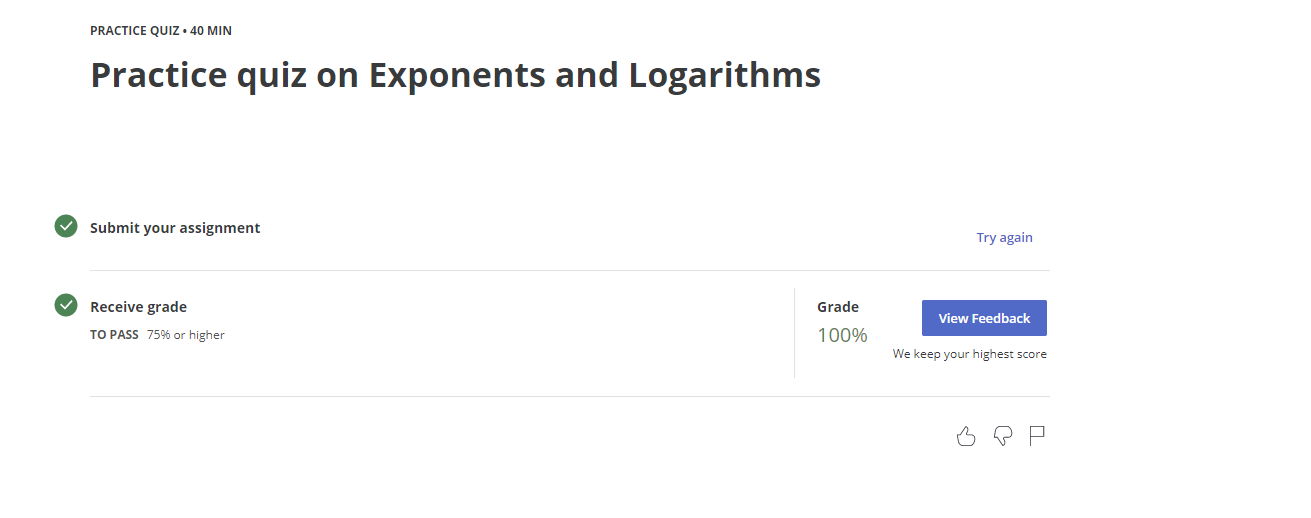 PRACTICE QUIZ • 40 MIN
Practice quiz on Exponents and Logarithms
Submit your assignment
Try again
Receive grade
TO PASS 75% or higher
Grade
100%
View Feedback
We keep your highest score